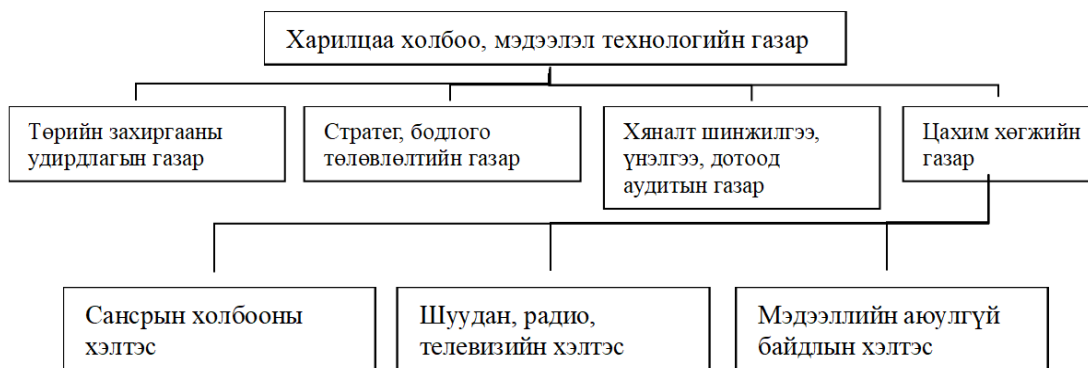 Харилцаа холбоо, мэдээлэл технологийн газар
Төрийн захиргааны
удирдлагын газар
Стратег, бодлого
төлөвлөлтийн газар
Хяналт шинжилгээ,
үнэлгээ, дотоод
аудитын газар
Цахим хөгжийн
газар
Сансрын холбооны
хэлтэс
Шуудан, радио,
телевизийн хэлтэс
Мэдээллийн аюулгүй
байдлын хэлтэс